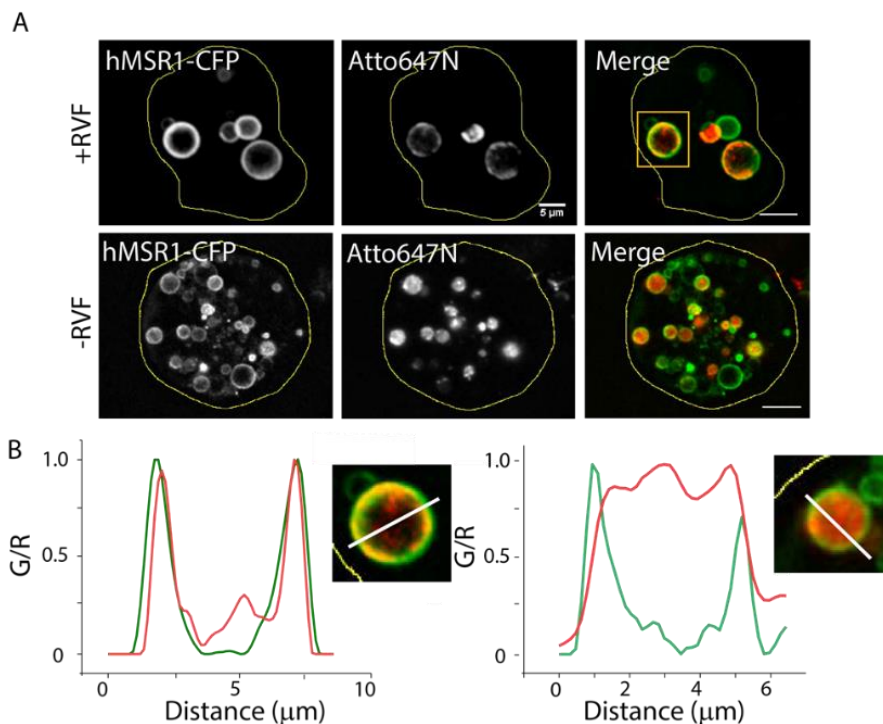 A
hMSR1-CFP Atto647N Merge
+RVF
5 μm
hMSR1-CFP Atto647N Merge
-RVF
B
1.0
0.5
0
G/R
0 5 10
Distance (μm)
1.0
0.5
0
G/R
0 2 4 6
Distance (μm)